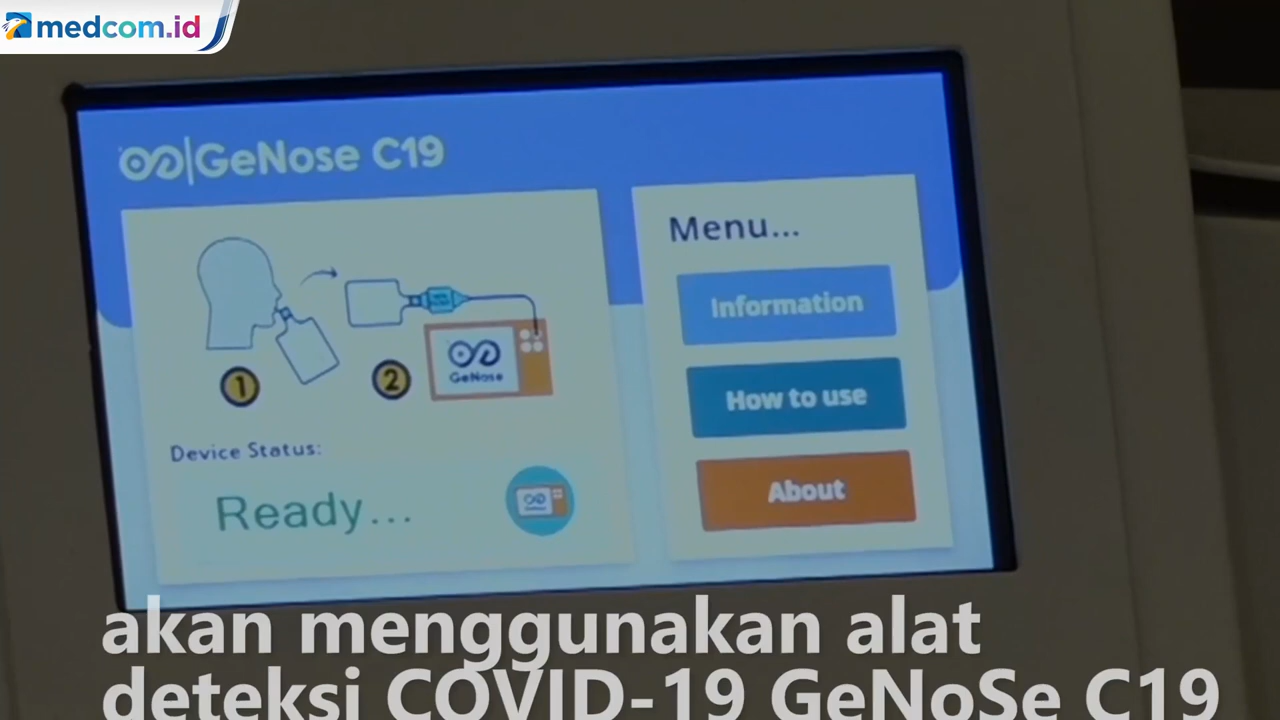 medcom.id
GeNose C19
Menu...
Information
1
2
GeNose
How to use
Device Status:
Ready...
About
akan menggunakan alat
deteksi COVID-19 GeNoSe C19